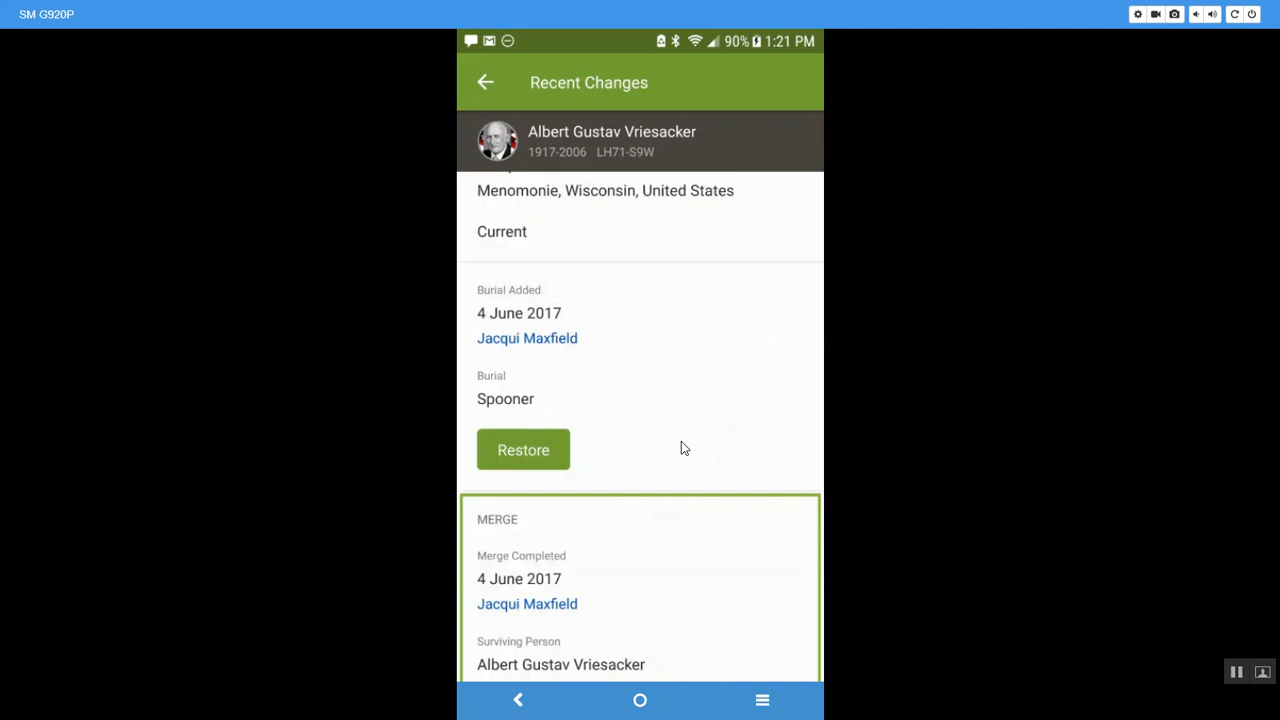 SM G920P
90% 1:21 PM
Recent Changes
Albert Gustav Vriesacker
1917-2006 LH71-S9W
Menomonie, Wisconsin, United States
Current
Burial Added
4 June 2017
Jacqui Maxfield
Burial
Spooner
Restore
MERGE
Merge Completed
4 June 2017
Jacqui Maxfield
Surviving Person
Albert Gustav Vriesacker